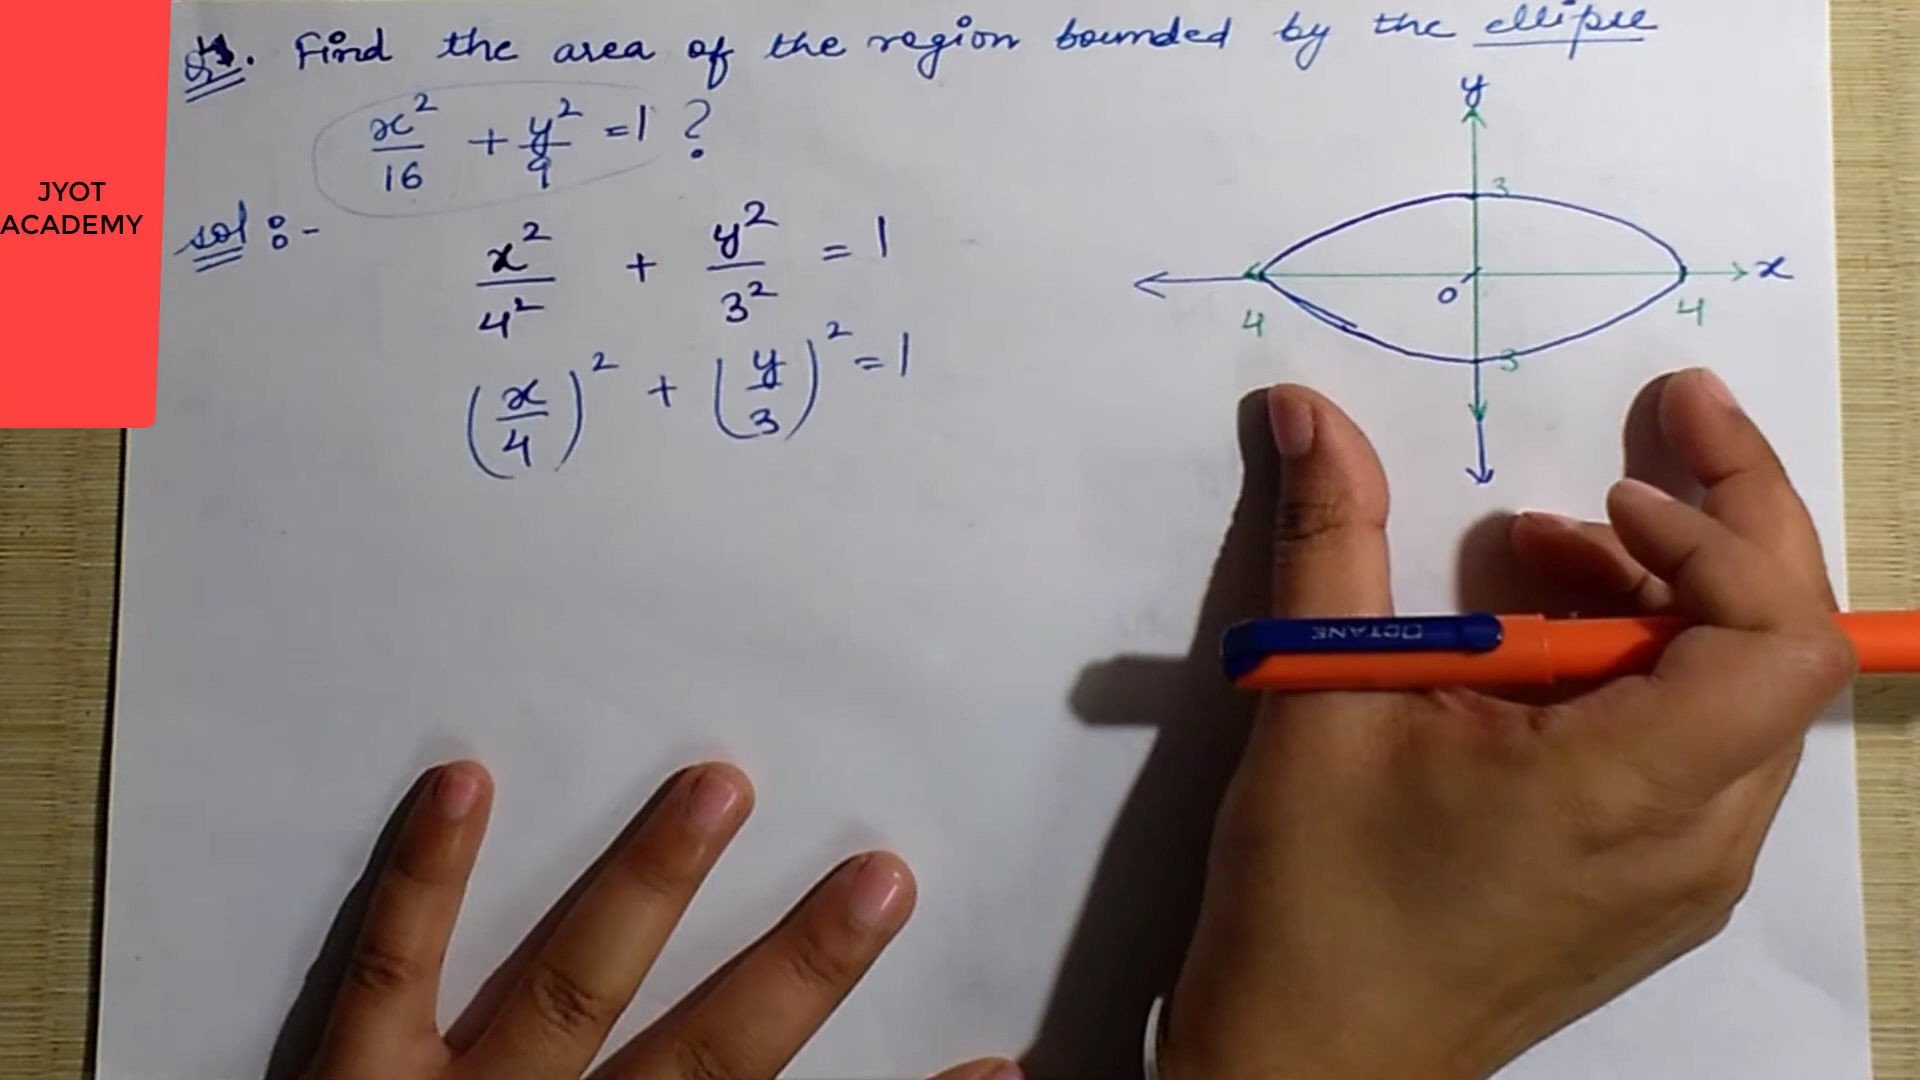 JYOT
ACADEMY
Find the area of the region bounded by the ellipse
x²/16 + y²/9 = 1 ?
sol :-
x²/4² + y²/3² = 1
(x/4)² + (y/3)² = 1
y
3
x
0
4
4
3
OCTANE